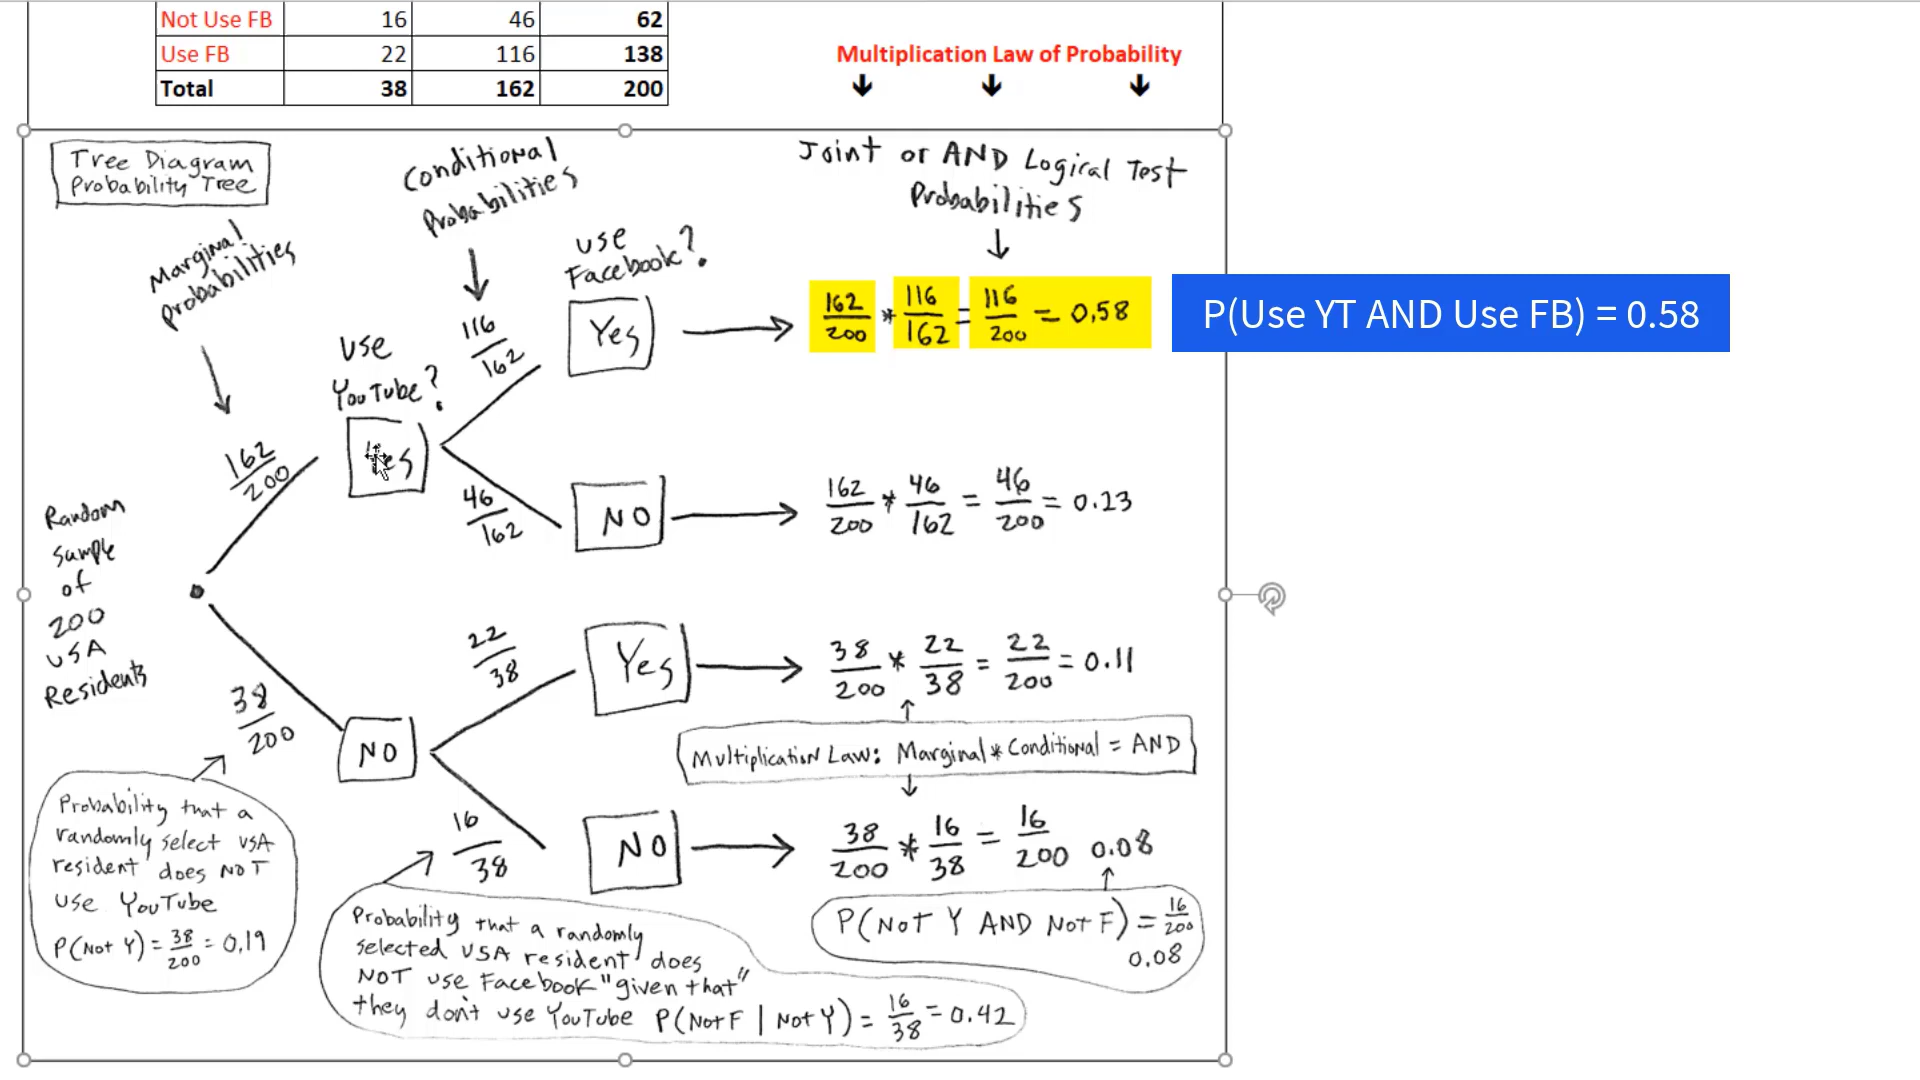 Not Use FB 16 46 62
Use FB 22 116 138
Total 38 162 200
Multiplication Law of Probability
Tree Diagram
Probability Tree
Marginal
Probabilities
Conditional
Probabilities
Joint or AND Logical Test
Probabilities
Use
Facebook?
Use
YouTube?
116/162
Yes
162/200 * 116/162 = 116/200 = 0.58
P(Use YT AND Use FB) = 0.58
162/200
Yes
46/162
NO
162/200 * 46/162 = 46/200 = 0.23
Random
Sample
of
200
USA
Residents
38/200
NO
22/38
Yes
38/200 * 22/38 = 22/200 = 0.11
Multiplication Law: Marginal * Conditional = AND
16/38
NO
38/200 * 16/38 = 16/200 0.08
Probability that a
randomly select USA
resident does NOT
use YouTube
P(Not Y) = 38/200 = 0.19
Probability that a randomly
selected USA resident does
NOT use Facebook "given that"
they don't use YouTube P(Not F | Not Y) = 16/38 = 0.42
P(Not Y AND Not F) = 16/200
0.08